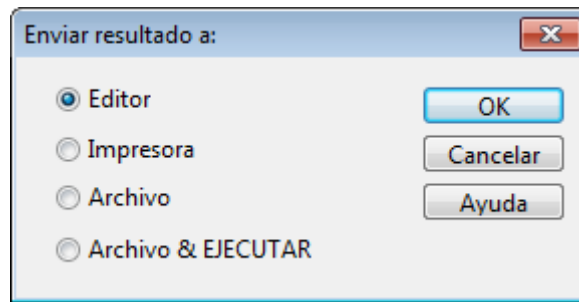 Enviar resultado a:
Editor
OK
Impresora
Cancelar
Archivo
Ayuda
Archivo & EJECUTAR